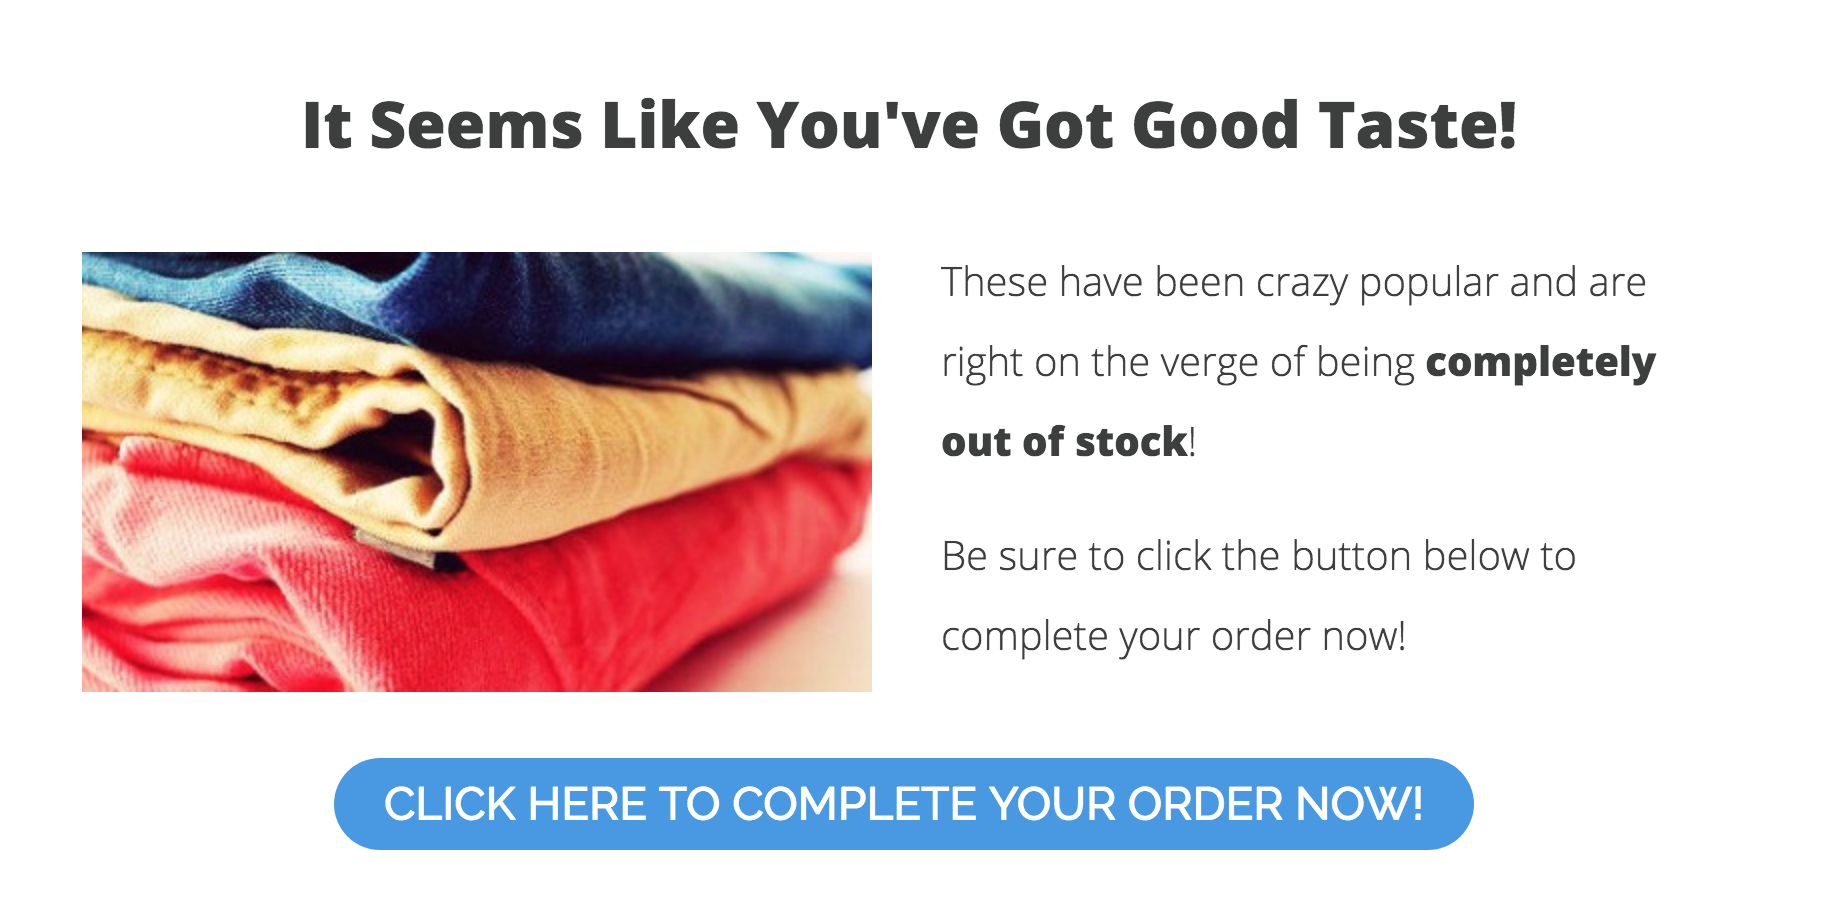 It Seems Like You've Got Good Taste!
These have been crazy popular and are
right on the verge of being completely
out of stock!
Be sure to click the button below to
complete your order now!
CLICK HERE TO COMPLETE YOUR ORDER NOW!